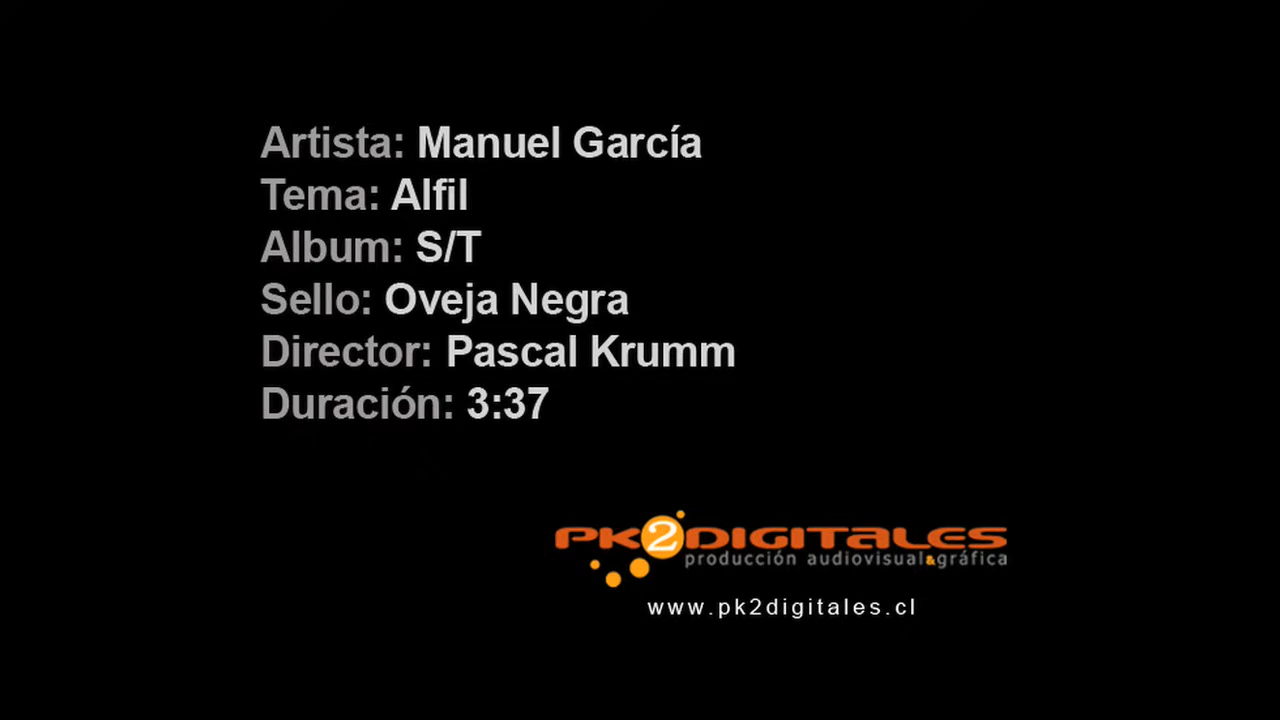 Artista: Manuel García
Tema: Alfil
Album: S/T
Sello: Oveja Negra
Director: Pascal Krumm
Duración: 3:37
PK2DIGITALES
producción audiovisual&gráfica
www.pk2digitales.cl